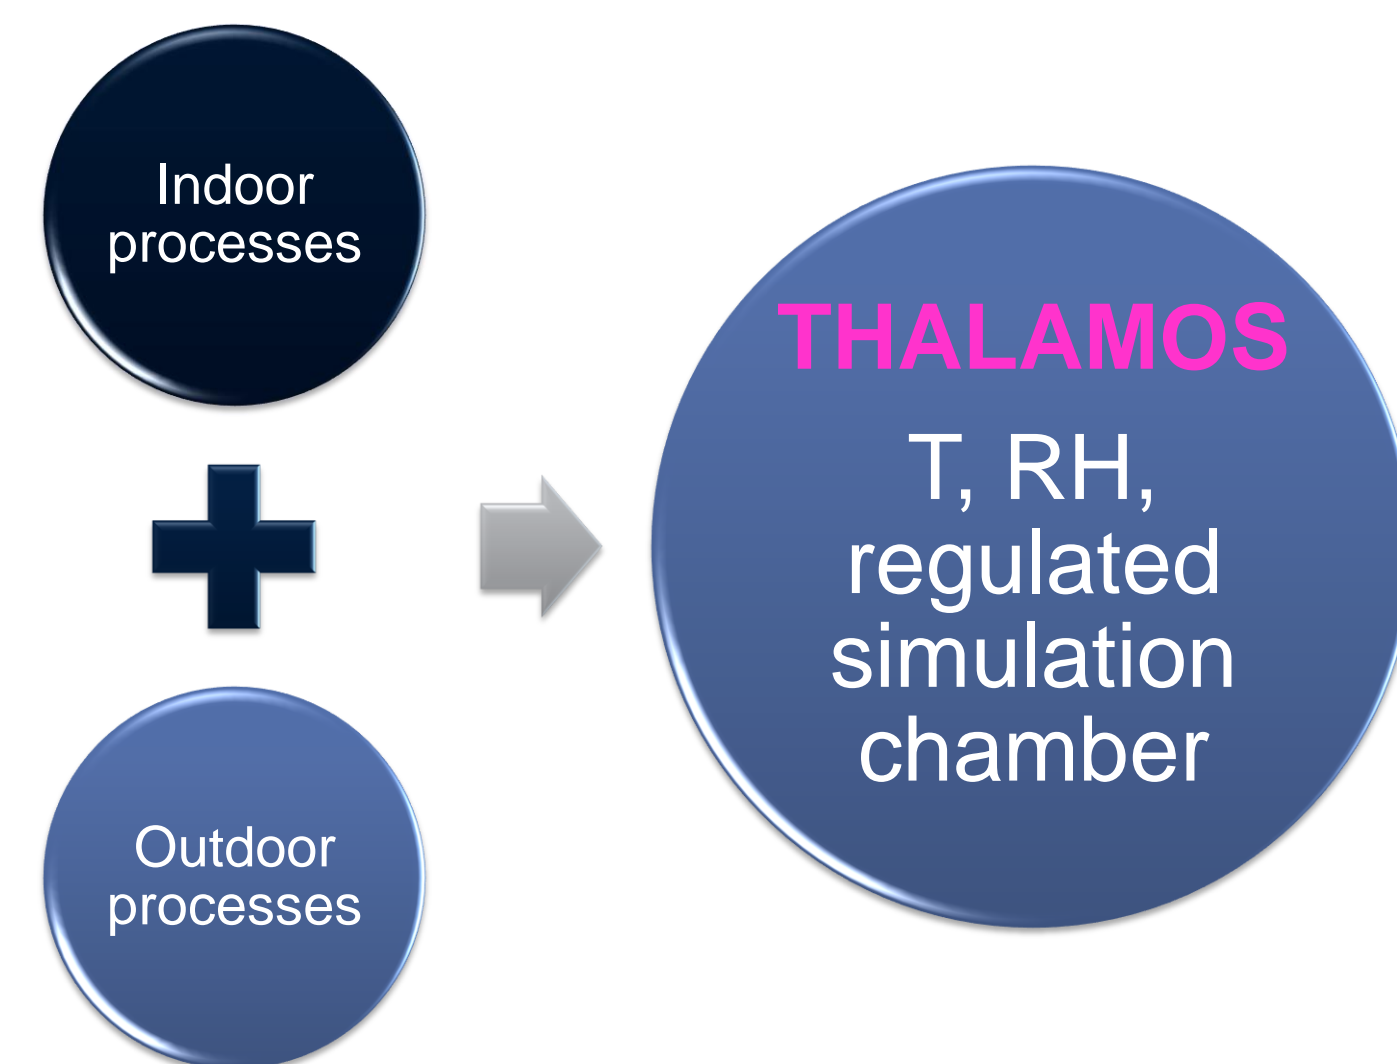 Indoor
processes
Outdoor
processes
THALAMOS
T, RH,
regulated
simulation
chamber